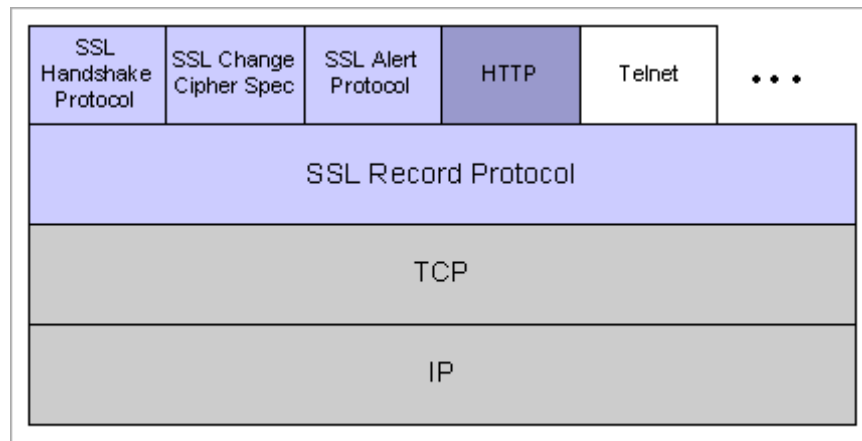 SSL
Handshake
Protocol
SSL Change
Cipher Spec
SSL Alert
Protocol
HTTP
Telnet
•••
SSL Record Protocol
TCP
IP